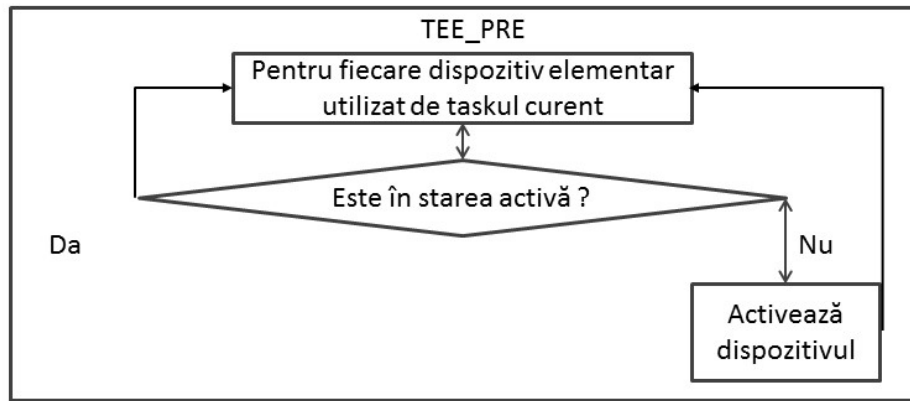 TEE_PRE
Pentru fiecare dispozitiv elementar
utilizat de taskul curent
Este în starea activă ?
Da
Nu
Activează
dispozitivul